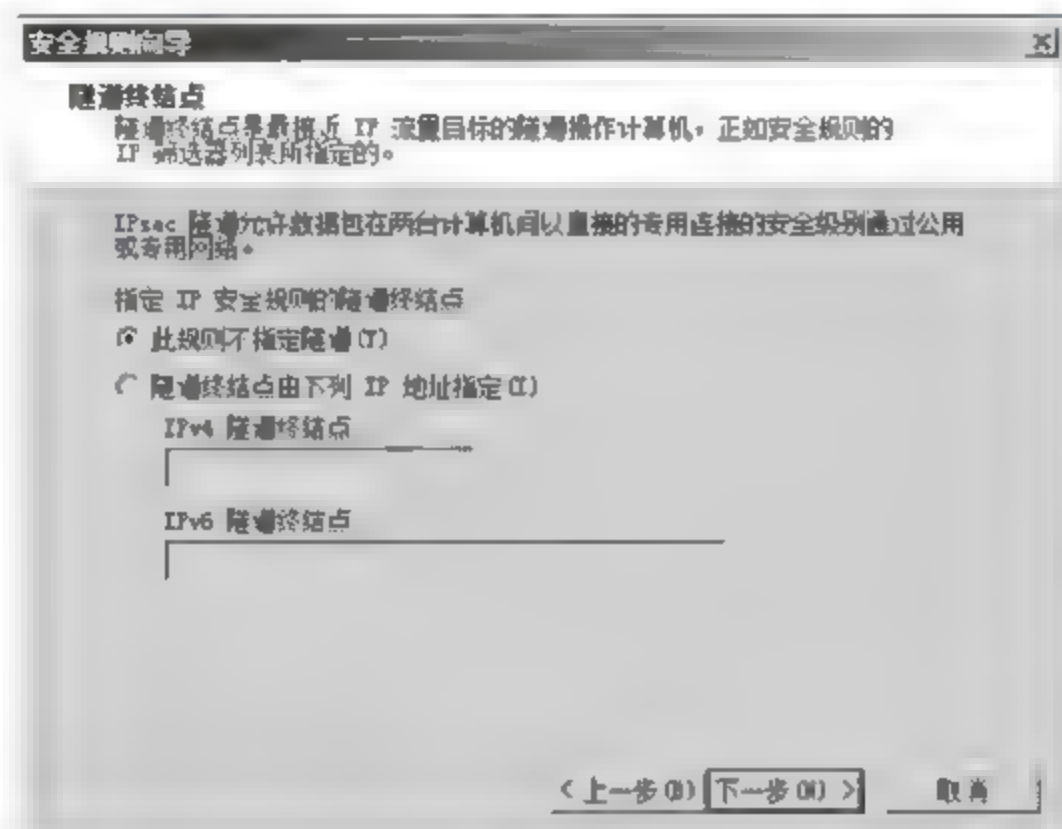 安全规则向导
隧道终结点
隧道终结点是最接近 IP 流量目标的隧道操作计算机，正如安全规则的
IP 筛选器列表所指定的。
IPsec 隧道允许数据包在两台计算机间以直接的专用连接的安全级别通过公用
或专用网络。
指定 IP 安全规则的隧道终结点
此规则不指定隧道(T)
隧道终结点由下列 IP 地址指定(I)
IPv4 隧道终结点
IPv6 隧道终结点
< 上一步(B) 下一步(N) > 取消